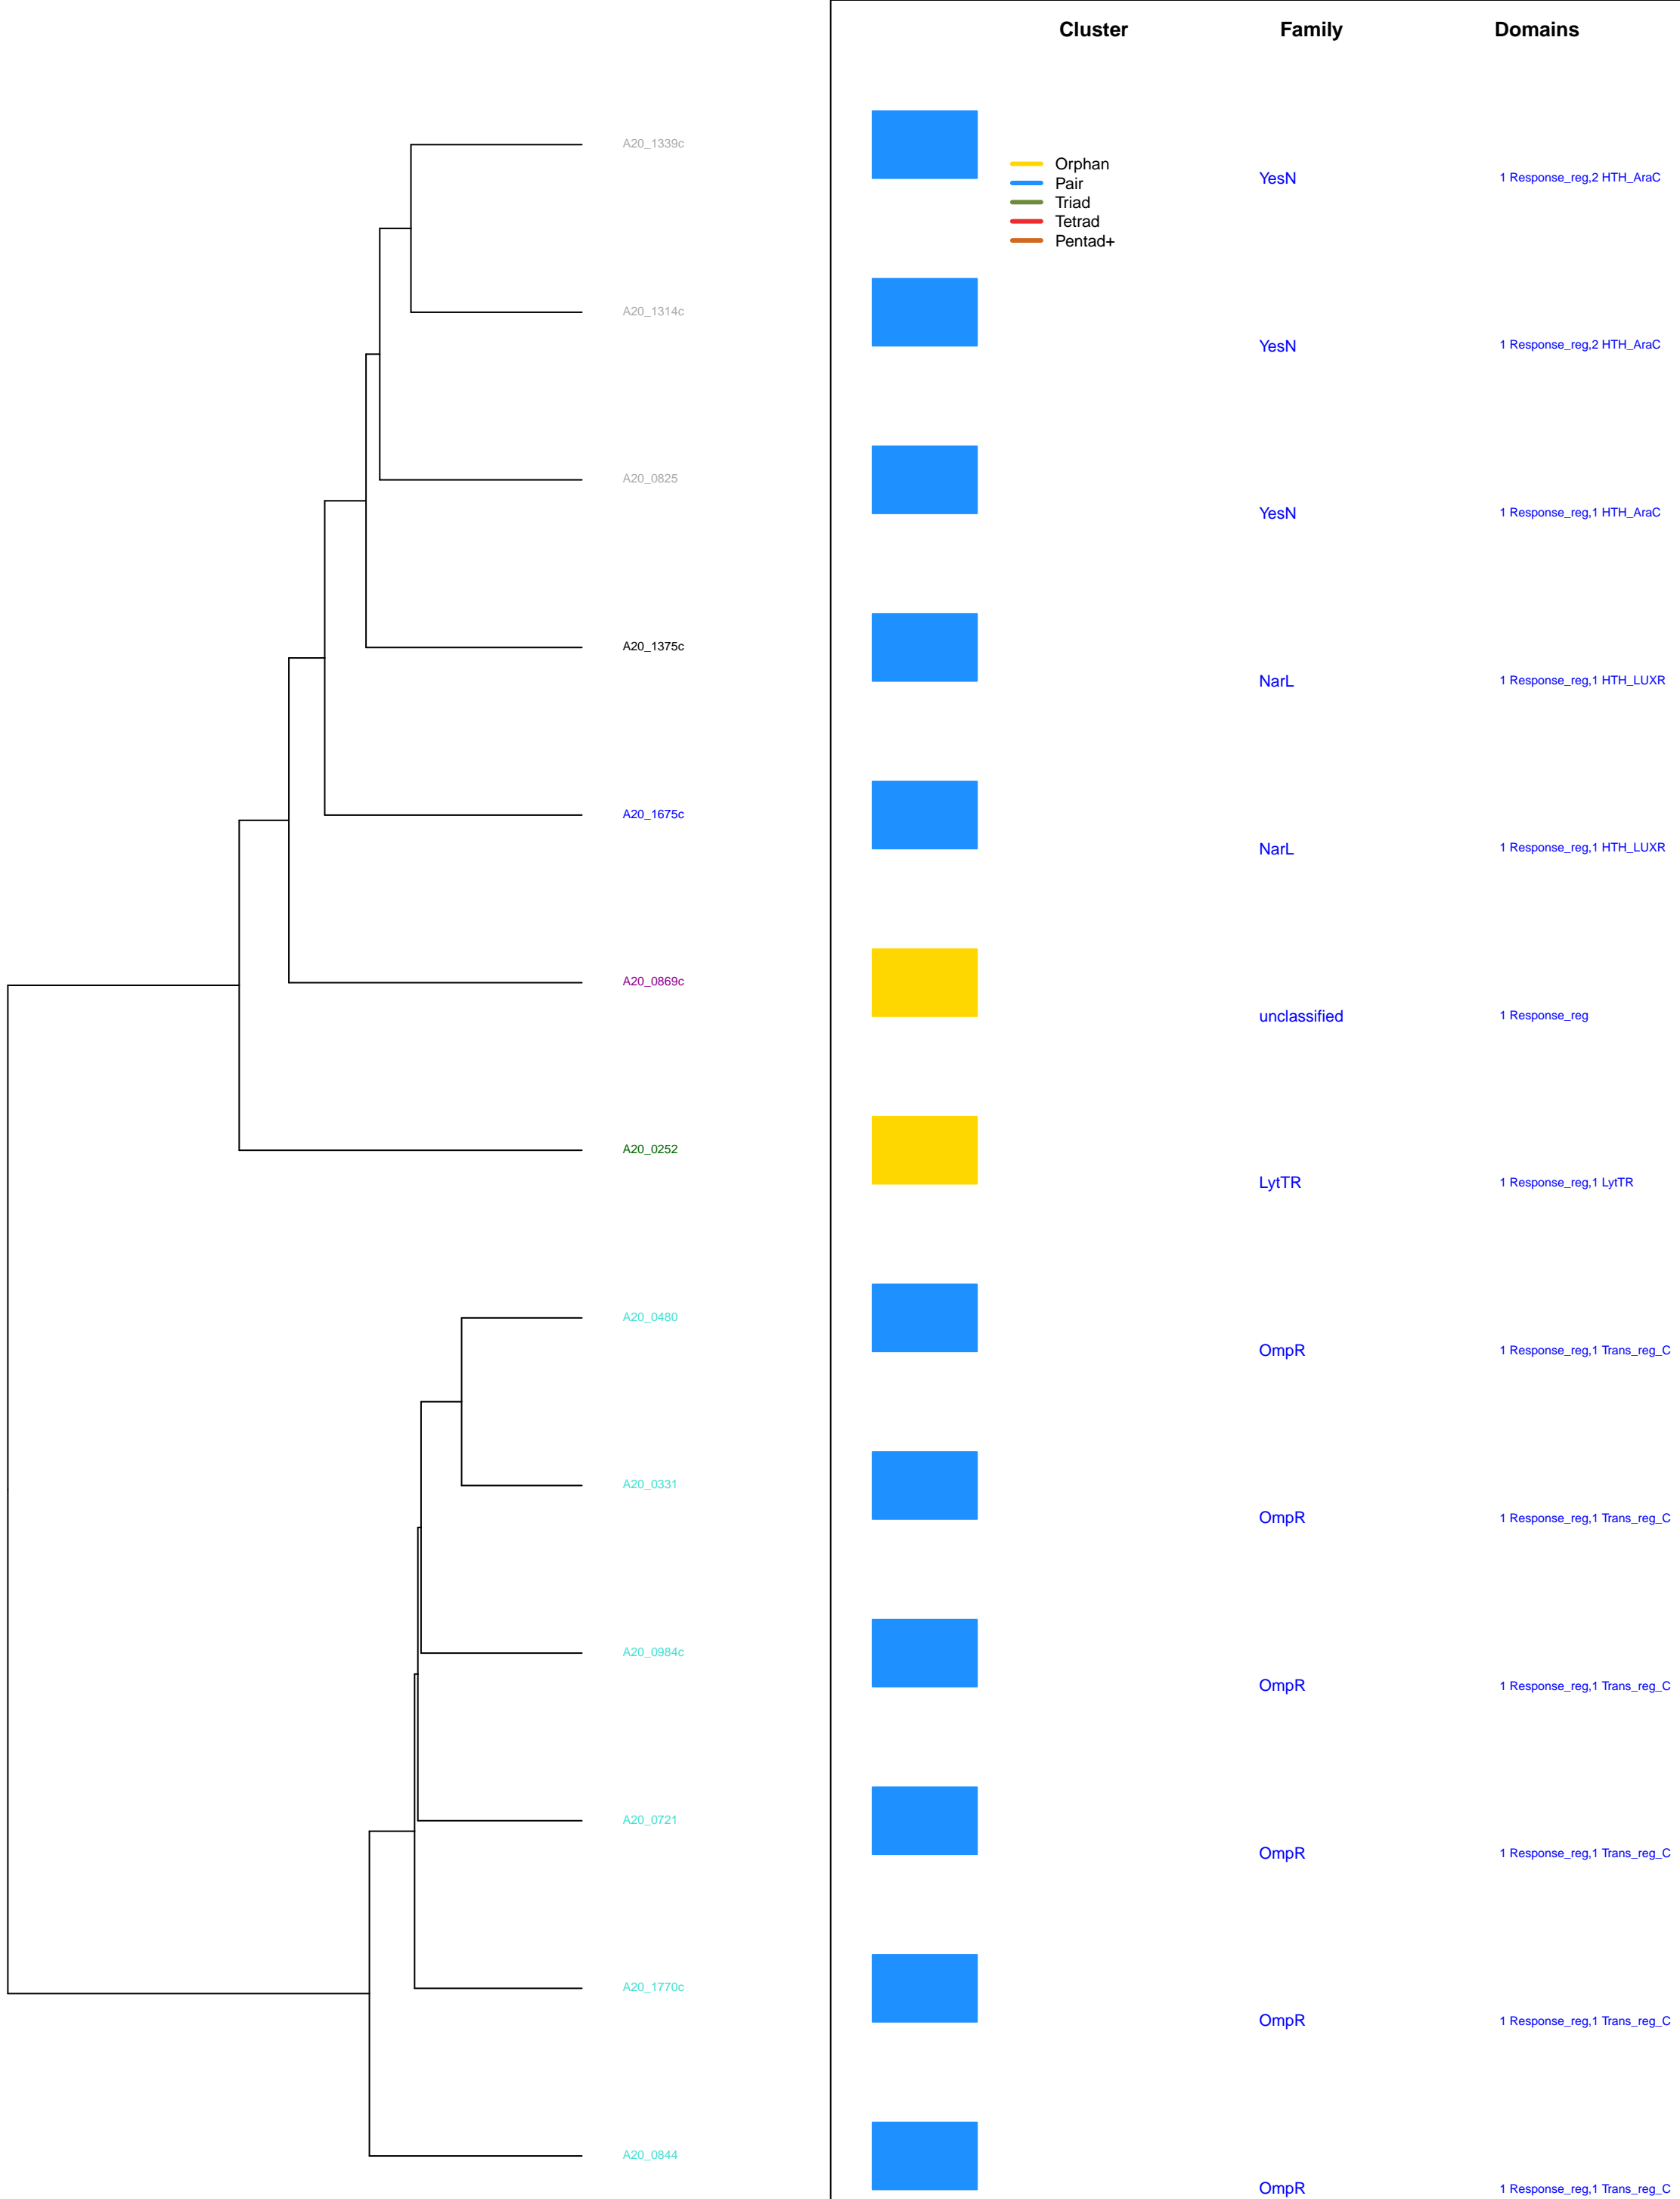 Cluster Family Domains
A20_1339c
Orphan
Pair
Triad
Tetrad
Pentad+
YesN 1 Response_reg,2 HTH_AraC
A20_1314c
YesN 1 Response_reg,2 HTH_AraC
A20_0825
YesN 1 Response_reg,1 HTH_AraC
A20_1375c
NarL 1 Response_reg,1 HTH_LUXR
A20_1675c
NarL 1 Response_reg,1 HTH_LUXR
A20_0869c
unclassified 1 Response_reg
A20_0252
LytTR 1 Response_reg,1 LytTR
A20_0480
OmpR 1 Response_reg,1 Trans_reg_C
A20_0331
OmpR 1 Response_reg,1 Trans_reg_C
A20_0984c
OmpR 1 Response_reg,1 Trans_reg_C
A20_0721
OmpR 1 Response_reg,1 Trans_reg_C
A20_1770c
OmpR 1 Response_reg,1 Trans_reg_C
A20_0844
OmpR 1 Response_reg,1 Trans_reg_C